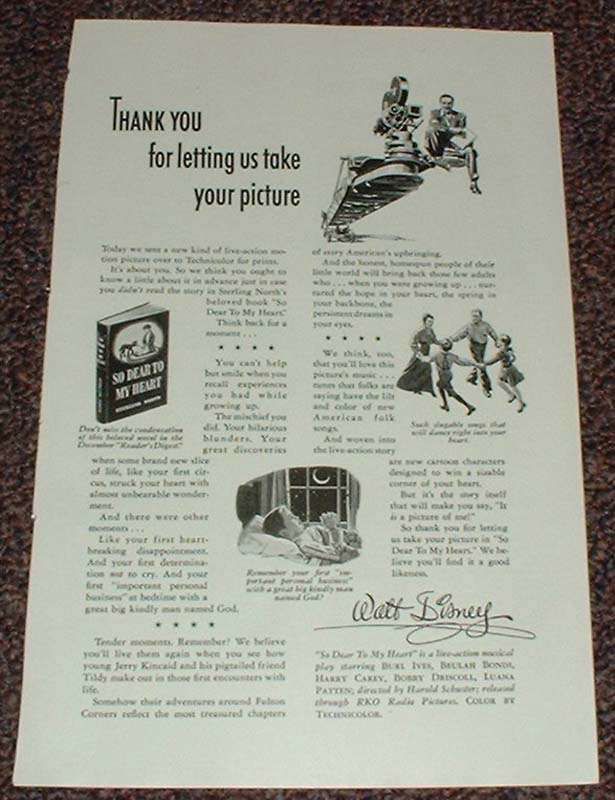 THANK YOU
for letting us take
your picture
Today we sent a new kind of live-action mo-
tion picture over to Technicolor for prints.
It's about you. So we think you ought to
know a little about it in advance just in case
you didn't read the story in Sterling North's
beloved book "So
Dear To My Heart."
Think back for a
moment...
* * * *
SO DEAR TO
MY HEART
STERLING NORTH
Don't miss the condensation
of this beloved novel in the
December "Reader's Digest."
You can't help
but smile when you
recall experiences
you had while
growing up.
The mischief you
did. Your hilarious
blunders. Your
great discoveries
when some brand new slice
of life, like your first cir-
cus, struck your heart with
almost unbearable wonder-
ment.
And there were other
moments...
Like your first heart-
breaking disappointment.
And your first determina-
tion not to cry. And your
first "important personal
business" at bedtime with a
great big kindly man named God.
* * * *
Remember your first "im-
portant personal business"
with a great big kindly man
named God?
Tender moments. Remember? We believe
you'll live them again when you see how
young Jerry Kincaid and his pigtailed friend
Tildy make out in those first encounters with
life.
Somehow their adventures around Fulton
Corners reflect the most treasured chapters
of every American's upbringing.
And the honest, homespun people of their
little world will bring back those few adults
who... when you were growing up... nur-
tured the hope in your heart, the spring in
your backbone, the
persistent dreams in
your eyes.
* * * *
We think, too,
that you'll love this
picture's music...
tunes that folks are
saying have the lilt
and color of new
American folk
songs.
And woven into
the live-action story
Such singable songs that
will dance right into your
heart.
are new cartoon characters
designed to win a sizable
corner of your heart.
But it's the story itself
that will make you say, "It
is a picture of me!"
So thank you for letting
us take your picture in "So
Dear To My Heart." We be-
lieve you'll find it a good
likeness.
Walt Disney
"So Dear To My Heart" is a live-action musical
play starring BURL IVES, BEULAH BONDI,
HARRY CAREY, BOBBY DRISCOLL, LUANA
PATTEN; directed by Harold Schuster; released
through RKO Radio Pictures. COLOR BY
TECHNICOLOR.